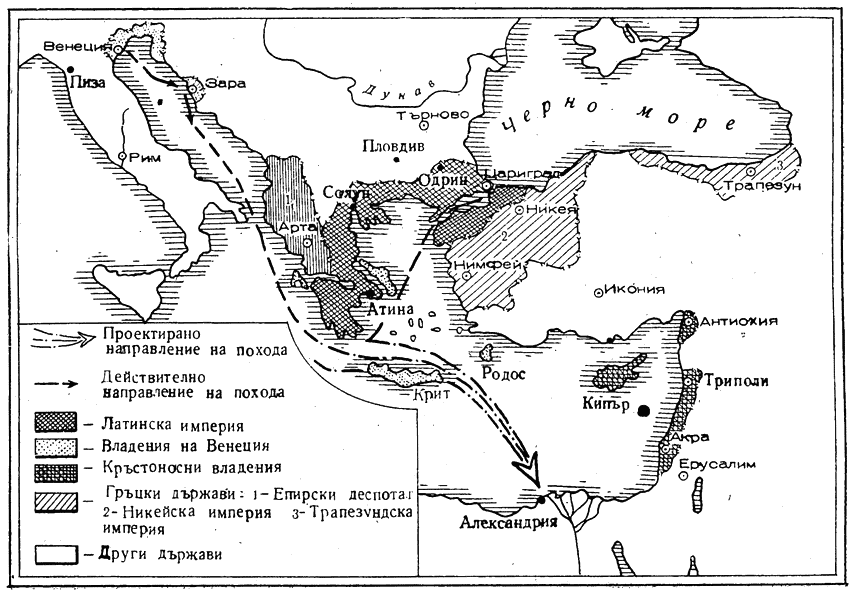 Венеция
Пиза
Зара
Рим
Дунав
Търново
Пловдив
Черно море
Одрин
Цариград
Солун
Трапезун
3
1
Арта
Никея
2
Нимфей
Икония
Атина
Антиохия
Родос
Крит
Кипър
Триполи
Акра
Ерусалим
Александрия
Проектирано
направление на похода
Действително
направление на похода
– Латинска империя
– Владения на Венеция
– Кръстоносни владения
– Гръцки държави: 1- Епирски деспотат
2- Никейска империя 3- Трапезундска
империя
– Други държави